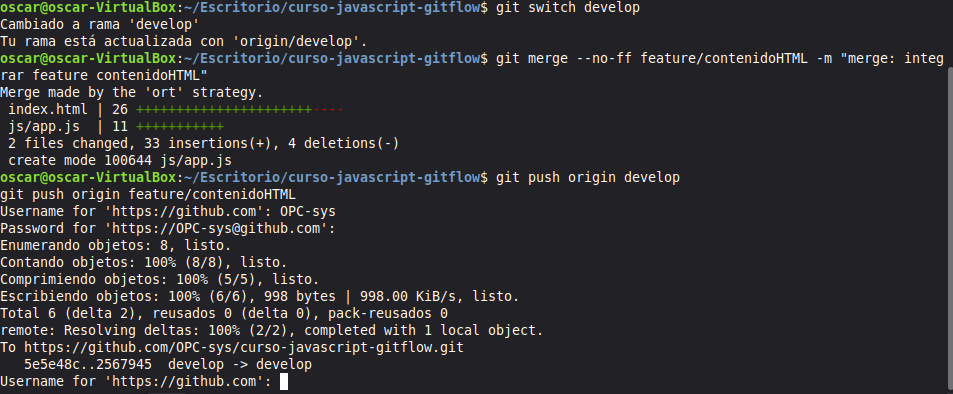 oscar@oscar-VirtualBox:~/Escritorio/curso-javascript-gitflow$ git switch develop
Cambiado a rama 'develop'
Tu rama está actualizada con 'origin/develop'.
oscar@oscar-VirtualBox:~/Escritorio/curso-javascript-gitflow$ git merge --no-ff feature/contenidoHTML -m "merge: integ
rar feature contenidoHTML"
Merge made by the 'ort' strategy.
 index.html | 26 ++++++++++++++++++++++----
 js/app.js  | 11 +++++++++++
 2 files changed, 33 insertions(+), 4 deletions(-)
 create mode 100644 js/app.js
oscar@oscar-VirtualBox:~/Escritorio/curso-javascript-gitflow$ git push origin develop
git push origin feature/contenidoHTML
Username for 'https://github.com': OPC-sys
Password for 'https://OPC-sys@github.com':
Enumerando objetos: 8, listo.
Contando objetos: 100% (8/8), listo.
Comprimiendo objetos: 100% (5/5), listo.
Escribiendo objetos: 100% (6/6), 998 bytes | 998.00 KiB/s, listo.
Total 6 (delta 2), reusados 0 (delta 0), pack-reusados 0
remote: Resolving deltas: 100% (2/2), completed with 1 local object.
To https://github.com/OPC-sys/curso-javascript-gitflow.git
   5e5e48c..2567945  develop -> develop
Username for 'https://github.com':